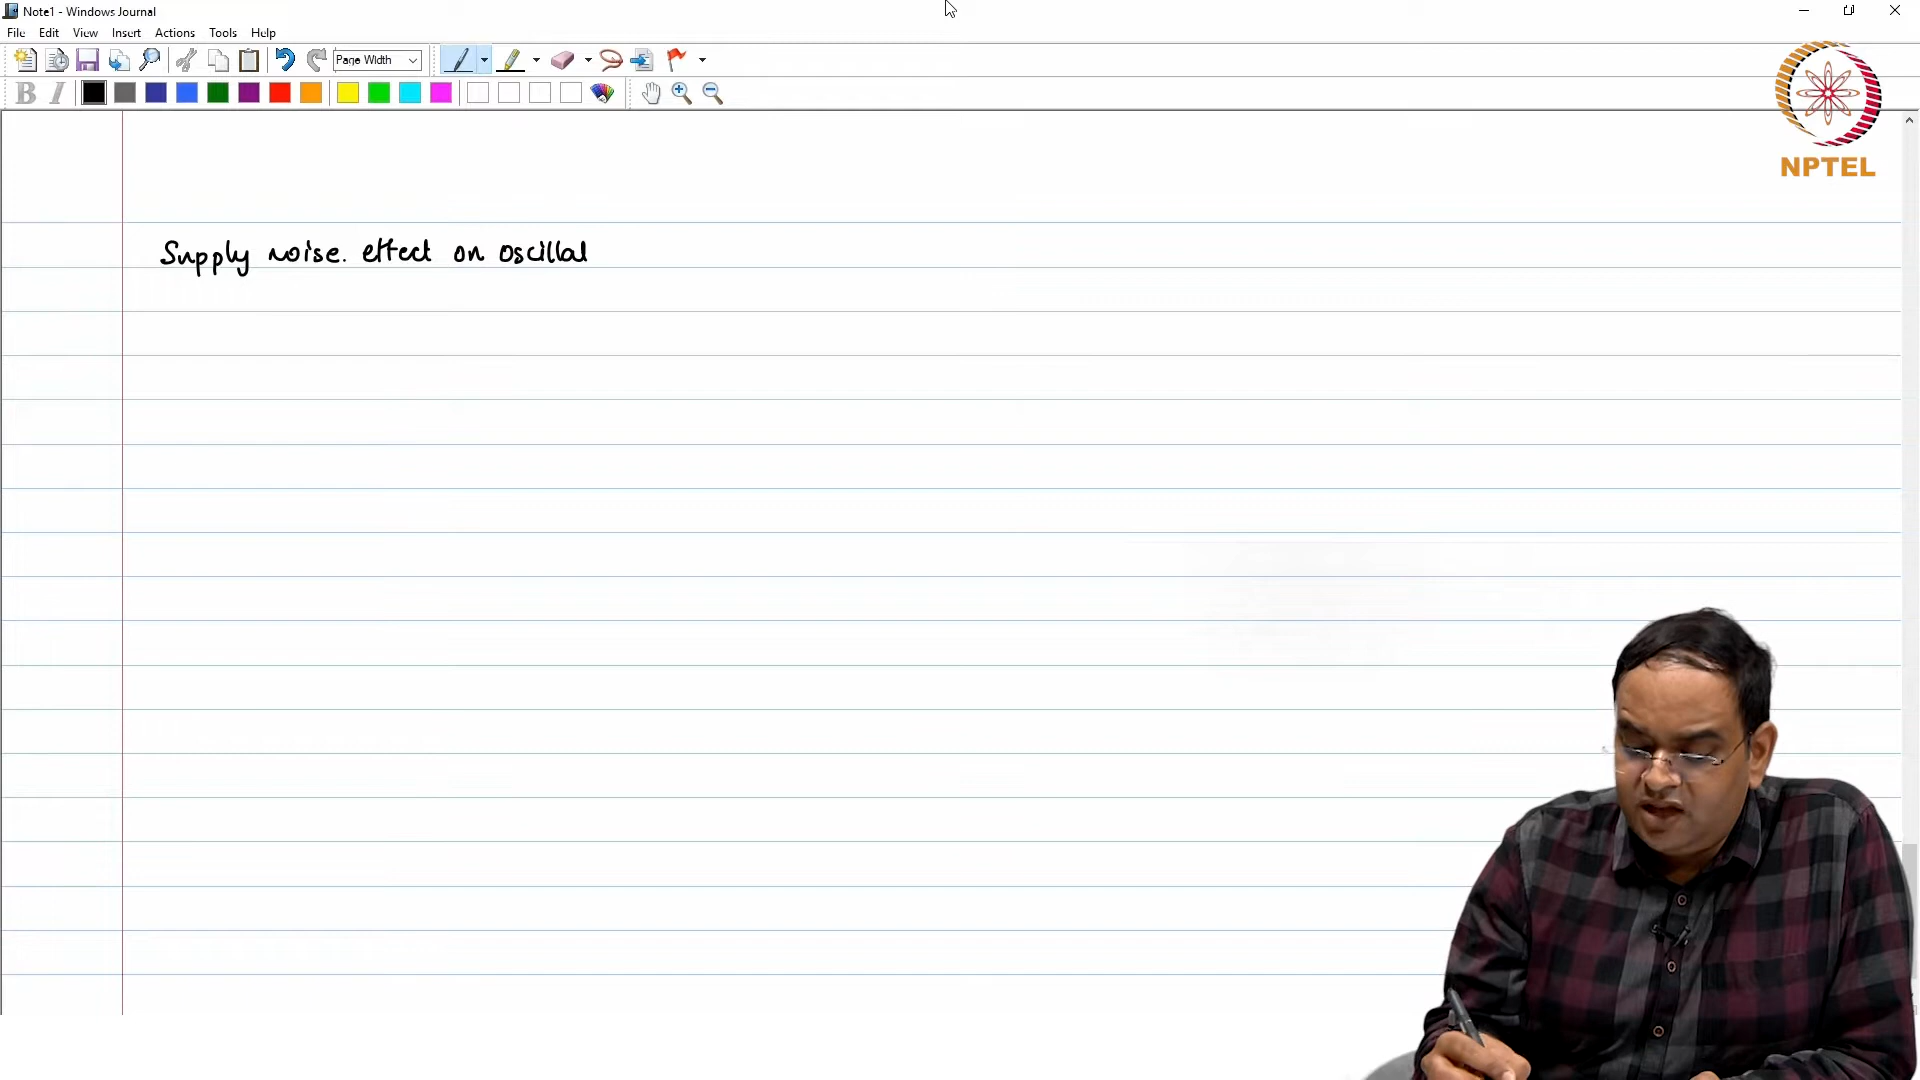 Note1 - Windows Journal
File Edit View Insert Actions Tools Help
Page Width
B I
NPTEL
Supply noise. effect on oscillat